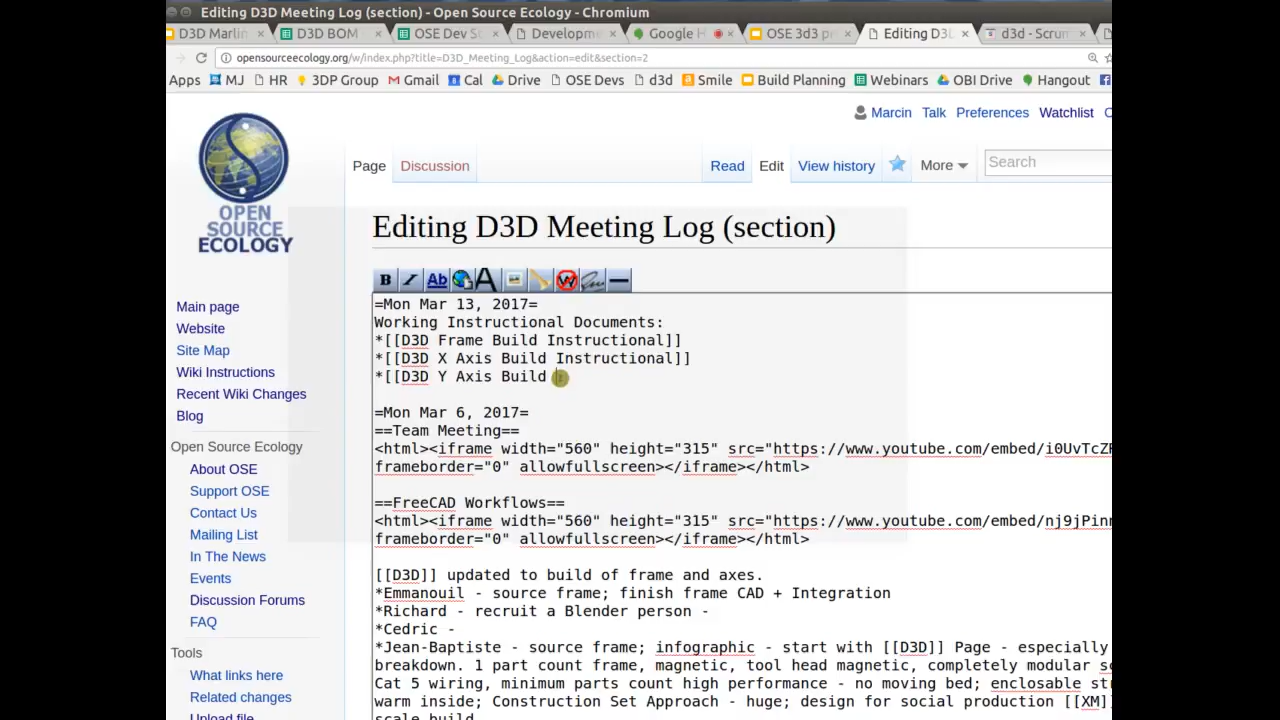 Editing D3D Meeting Log (section) - Open Source Ecology - Chromium
D3D Marlin D3D BOM OSE Dev S Developm Google H OSE 3d3 p Editing D3D d3d - Scrum
opensourceecology.org/w/index.php?title=D3D_Meeting_Log&action=edit&section=2
Apps MJ HR 3DP Group Gmail Cal Drive OSE Devs d3d Smile Build Planning Webinars OBI Drive Hangout
Marcin Talk Preferences Watchlist
Page Discussion Read Edit View history More Search
OPEN
SOURCE
ECOLOGY
Editing D3D Meeting Log (section)
B I Ab A W
Main page
Website
Site Map
Wiki Instructions
Recent Wiki Changes
Blog
Open Source Ecology
About OSE
Support OSE
Contact Us
Mailing List
In The News
Events
Discussion Forums
FAQ
Tools
What links here
Related changes
Upload file
=Mon Mar 13, 2017=
Working Instructional Documents:
*[[D3D Frame Build Instructional]]
*[[D3D X Axis Build Instructional]]
*[[D3D Y Axis Build
=Mon Mar 6, 2017=
==Team Meeting==
<html><iframe width="560" height="315" src="https://www.youtube.com/embed/i0UvTcZ
frameborder="0" allowfullscreen></iframe></html>
==FreeCAD Workflows==
<html><iframe width="560" height="315" src="https://www.youtube.com/embed/nj9jPin
frameborder="0" allowfullscreen></iframe></html>
[[D3D]] updated to build of frame and axes.
*Emmanouil - source frame; finish frame CAD + Integration
*Richard - recruit a Blender person -
*Cedric -
*Jean-Baptiste - source frame; infographic - start with [[D3D]] Page - especially
breakdown. 1 part count frame, magnetic, tool head magnetic, completely modular
Cat 5 wiring, minimum parts count high performance - no moving bed; enclosable
warm inside; Construction Set Approach - huge; design for social production [[XM]]
scale build